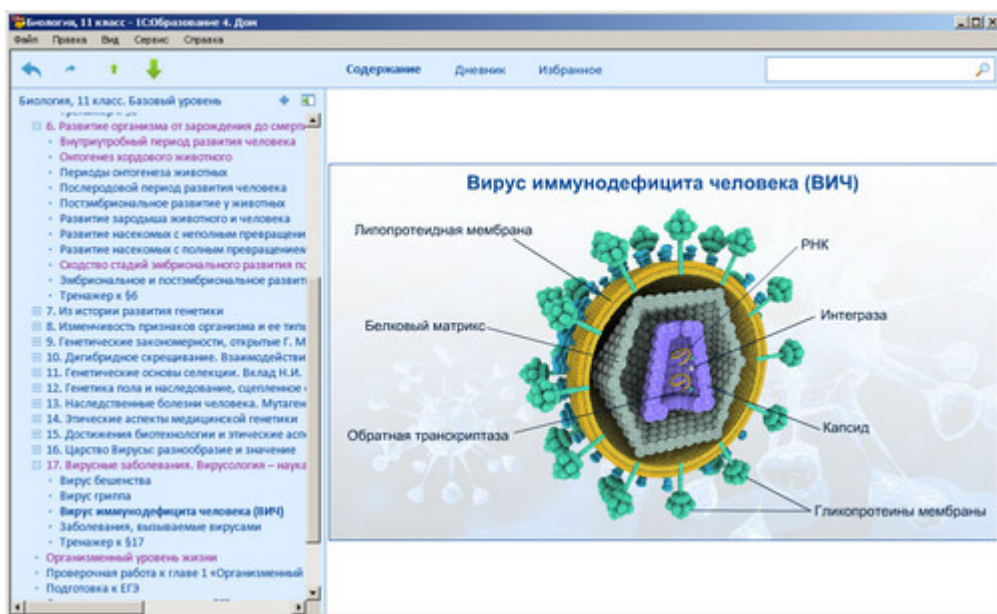 Биология, 11 класс - 1С:Образование 4. Дом
Файл Правка Вид Сервис Справка
Содержание Дневник Избранное
Биология, 11 класс. Базовый уровень
6. Развитие организма от зарождения до смерти
Внутриутробный период развития человека
Онтогенез хордового животного
Периоды онтогенеза животных
Послеродовой период развития человека
Постэмбриональное развитие у животных
Развитие зародыша животного и человека
Развитие насекомых с неполным превращени
Развитие насекомых с полным превращением
Сходство стадий эмбрионального развития по
Эмбриональное и постэмбриональное развит
Тренажер к §6
7. Из истории развития генетики
8. Изменчивость признаков организма и ее типы
9. Генетические закономерности, открытые Г. М
10. Дигибридное скрещивание. Взаимодействи
11. Генетические основы селекции. Вклад Н.И.
12. Генетика пола и наследование, сцепленное
13. Наследственные болезни человека. Мутаген
14. Этические аспекты медицинской генетики
15. Достижения биотехнологии и этические асп
16. Царство Вирусы: разнообразие и значение
17. Вирусные заболевания. Вирусология – наука
Вирус бешенства
Вирус гриппа
Вирус иммунодефицита человека (ВИЧ)
Заболевания, вызываемые вирусами
Тренажер к §17
Организменный уровень жизни
Проверочная работа к главе 1 «Организменный
Подготовка к ЕГЭ
Вирус иммунодефицита человека (ВИЧ)
Липопротеидная мембрана
РНК
Белковый матрикс
Интеграза
Обратная транскриптаза
Капсид
Гликопротеины мембраны